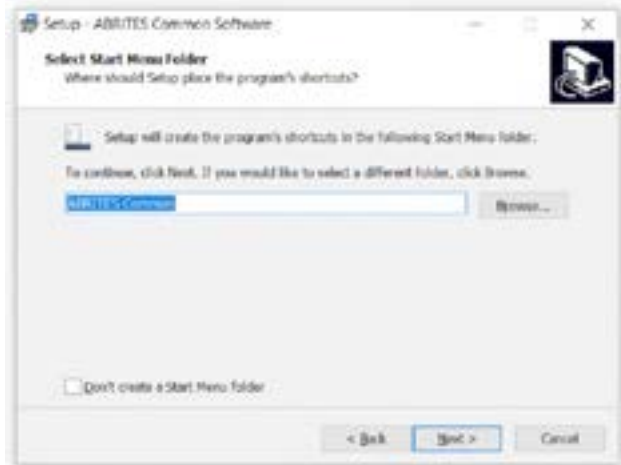 Setup - ABRITES Common Software
Select Start Menu Folder
Where should Setup place the program's shortcuts?
Setup will create the program's shortcuts in the following Start Menu folder.
To continue, click Next. If you would like to select a different folder, click Browse.
ABRITES Common
Browse...
Don't create a Start Menu folder
< Back
Next >
Cancel